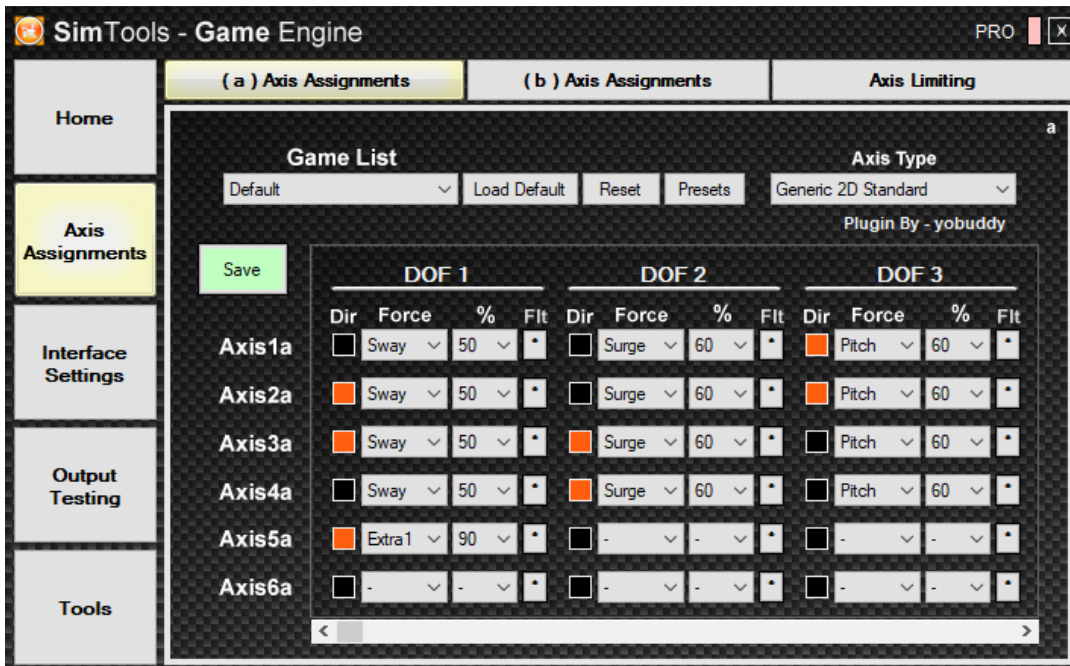 SimTools - Game Engine PRO X
( a ) Axis Assignments ( b ) Axis Assignments Axis Limiting
Home
a
Game List Axis Type
Default Load Default Reset Presets Generic 2D Standard
Plugin By - yobuddy
Axis
Assignments
Save DOF 1 DOF 2 DOF 3
Dir Force % Flt Dir Force % Flt Dir Force % Flt
Axis1a Sway 50 * Surge 60 * Pitch 60 *
Axis2a Sway 50 * Surge 60 * Pitch 60 *
Axis3a Sway 50 * Surge 60 * Pitch 60 *
Axis4a Sway 50 * Surge 60 * Pitch 60 *
Axis5a Extra1 90 * - - * - - *
Axis6a - - * - - * - - *
Interface
Settings
Output
Testing
Tools